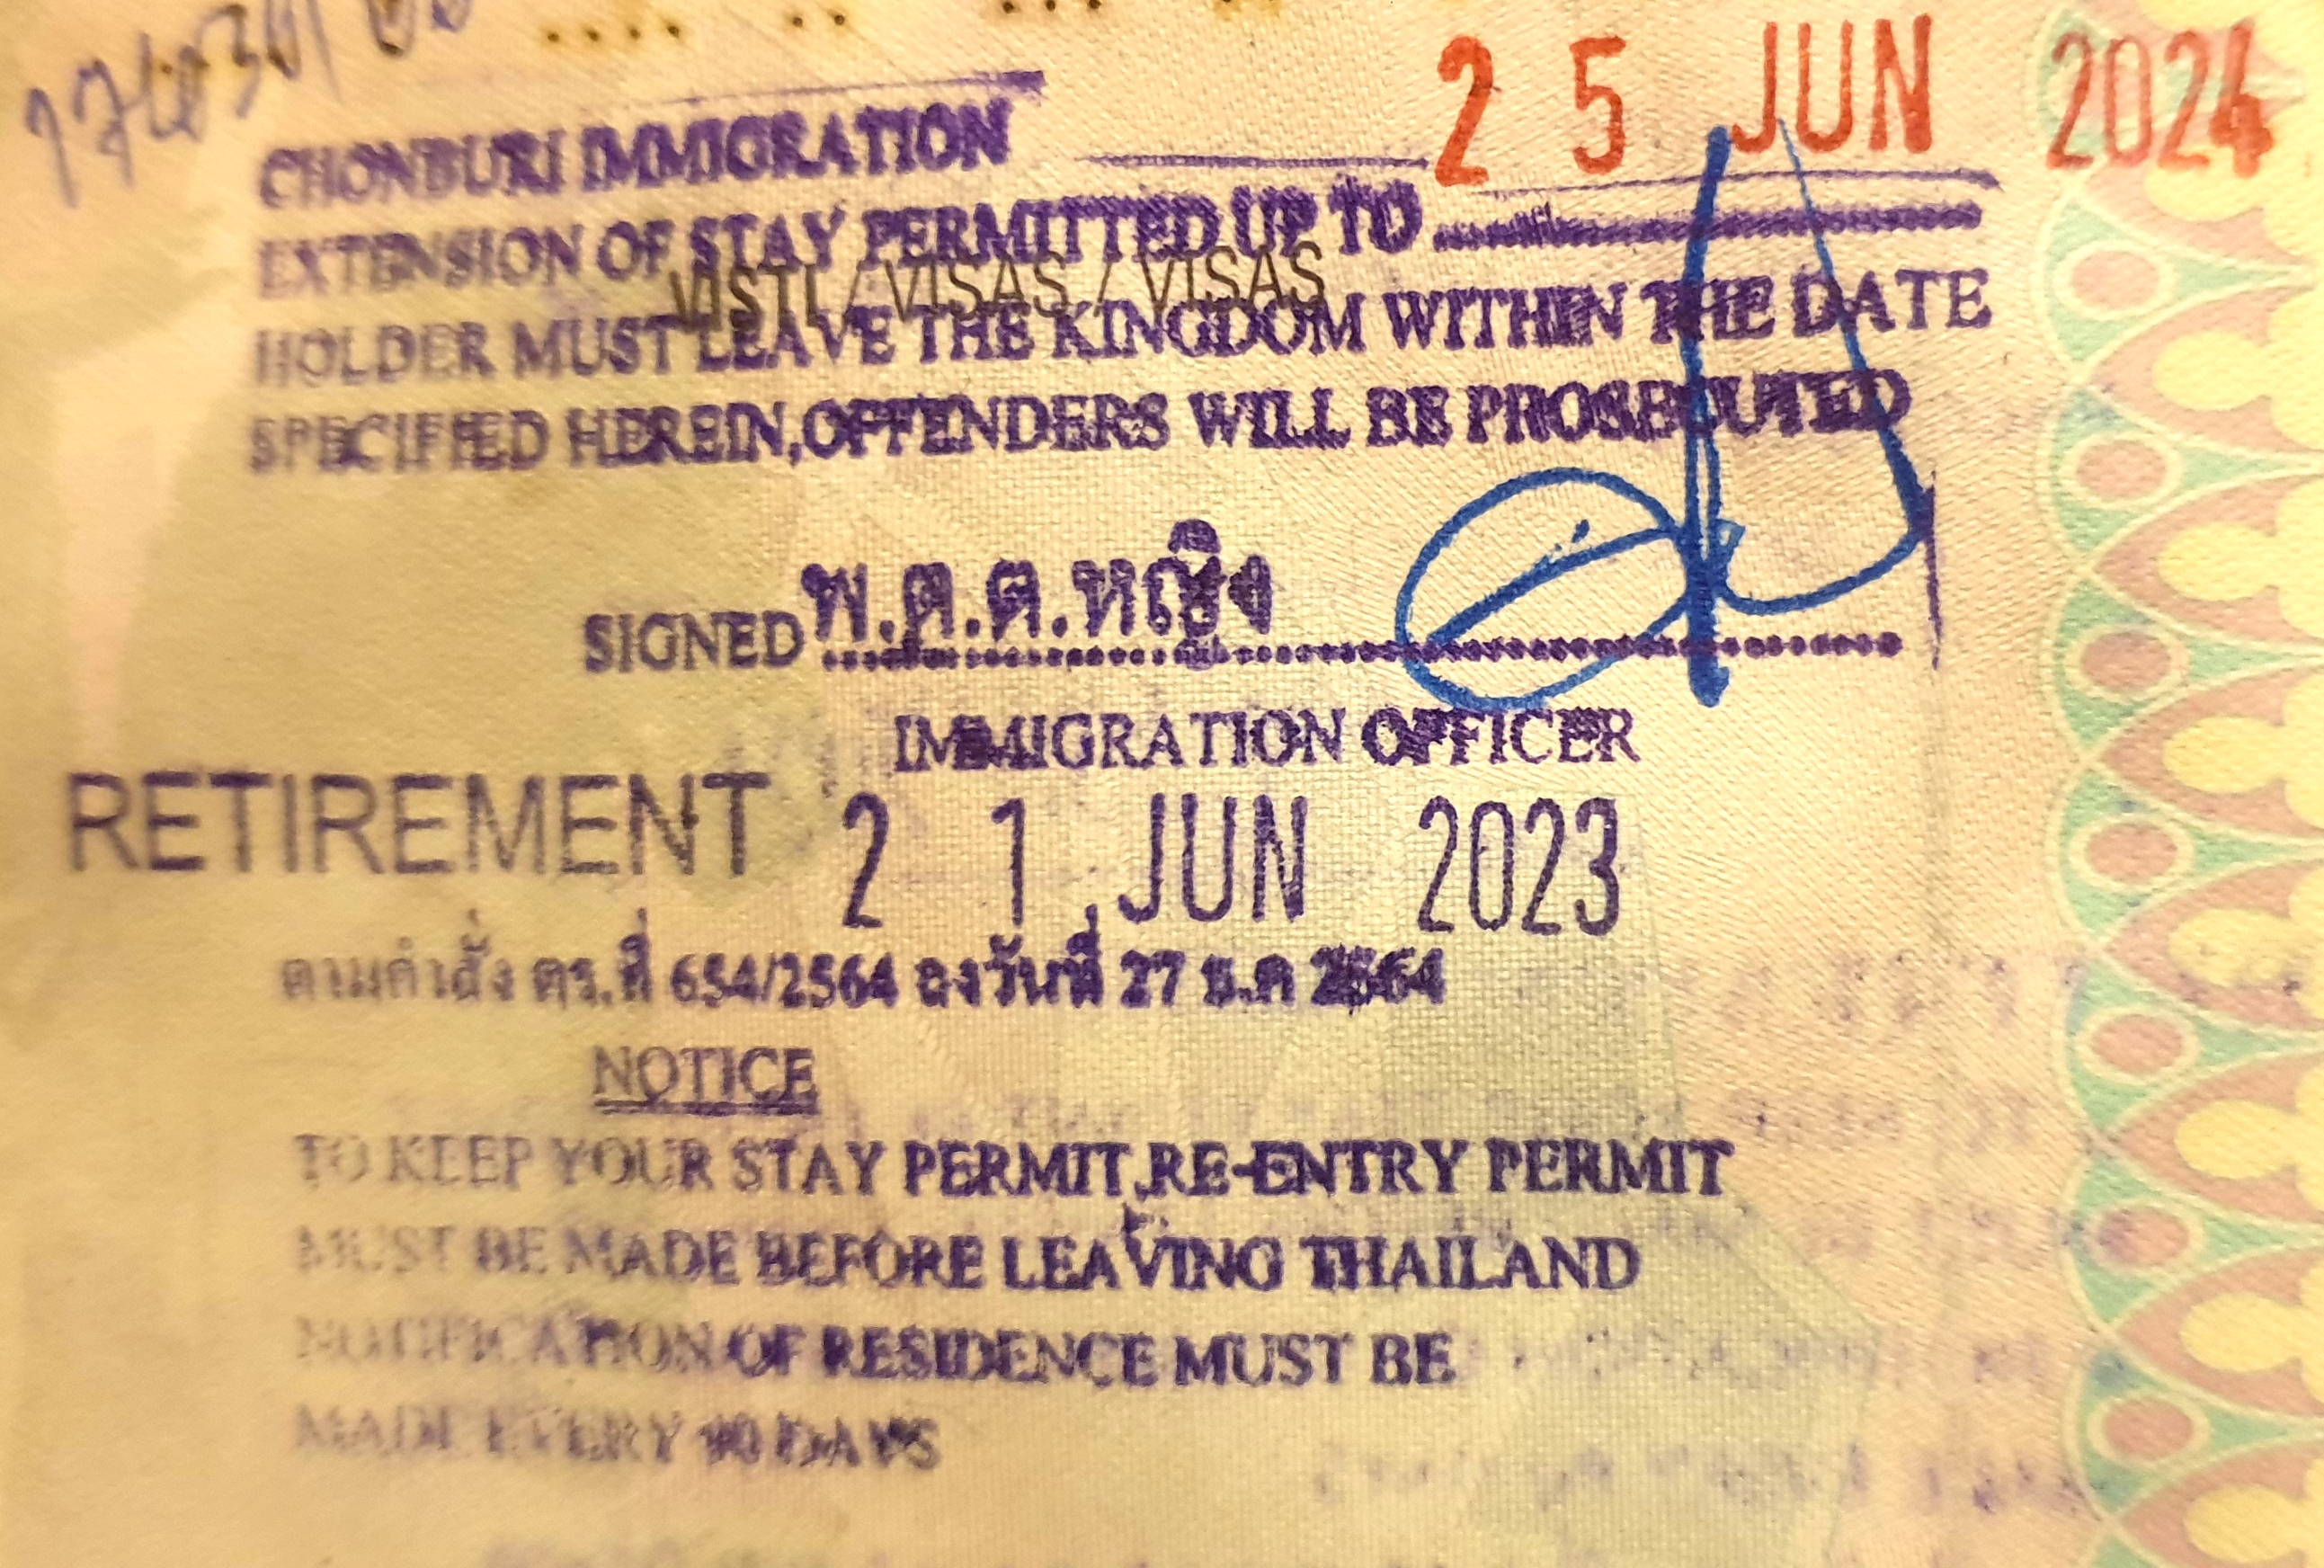 25 JUN 2024
CHONBURI IMMIGRATION
EXTENSION OF STAY PERMITTED UP TO
VISTI / VISAS / VISAS
HOLDER MUST LEAVE THE KINGDOM WITHIN THE DATE
SPECIFIED HEREIN,OFFENDERS WILL BE PROSECUTED
SIGNED พ.ต.ต.หญิง
IMMIGRATION OFFICER
RETIREMENT 21 JUN 2023
ตามคำสั่ง ตร.ที่ 654/2564 ลงวันที่ 27 ธ.ค 2564
NOTICE
TO KEEP YOUR STAY PERMIT,RE-ENTRY PERMIT
MUST BE MADE BEFORE LEAVING THAILAND
NOTIFICATION OF RESIDENCE MUST BE
MADE EVERY 90 DAYS